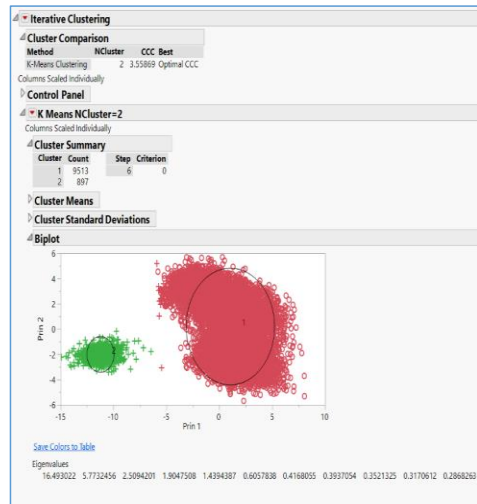 Iterative Clustering
Cluster Comparison
Method NCluster CCC Best
K-Means Clustering 2 3.55869 Optimal CCC
Columns Scaled Individually
Control Panel
K Means NCluster=2
Columns Scaled Individually
Cluster Summary
Cluster Count Step Criterion
1 9513 6 0
2 897
Cluster Means
Cluster Standard Deviations
Biplot
6
4
2
0
-2
-4
-6
Prin 2
1
2
-15 -10 -5 0 5 10
Prin 1
Save Colors to Table
Eigenvalues
16.493022 5.7732456 2.5094201 1.9047508 1.4394387 0.6057838 0.4168055 0.3937054 0.3521325 0.3170612 0.2868263